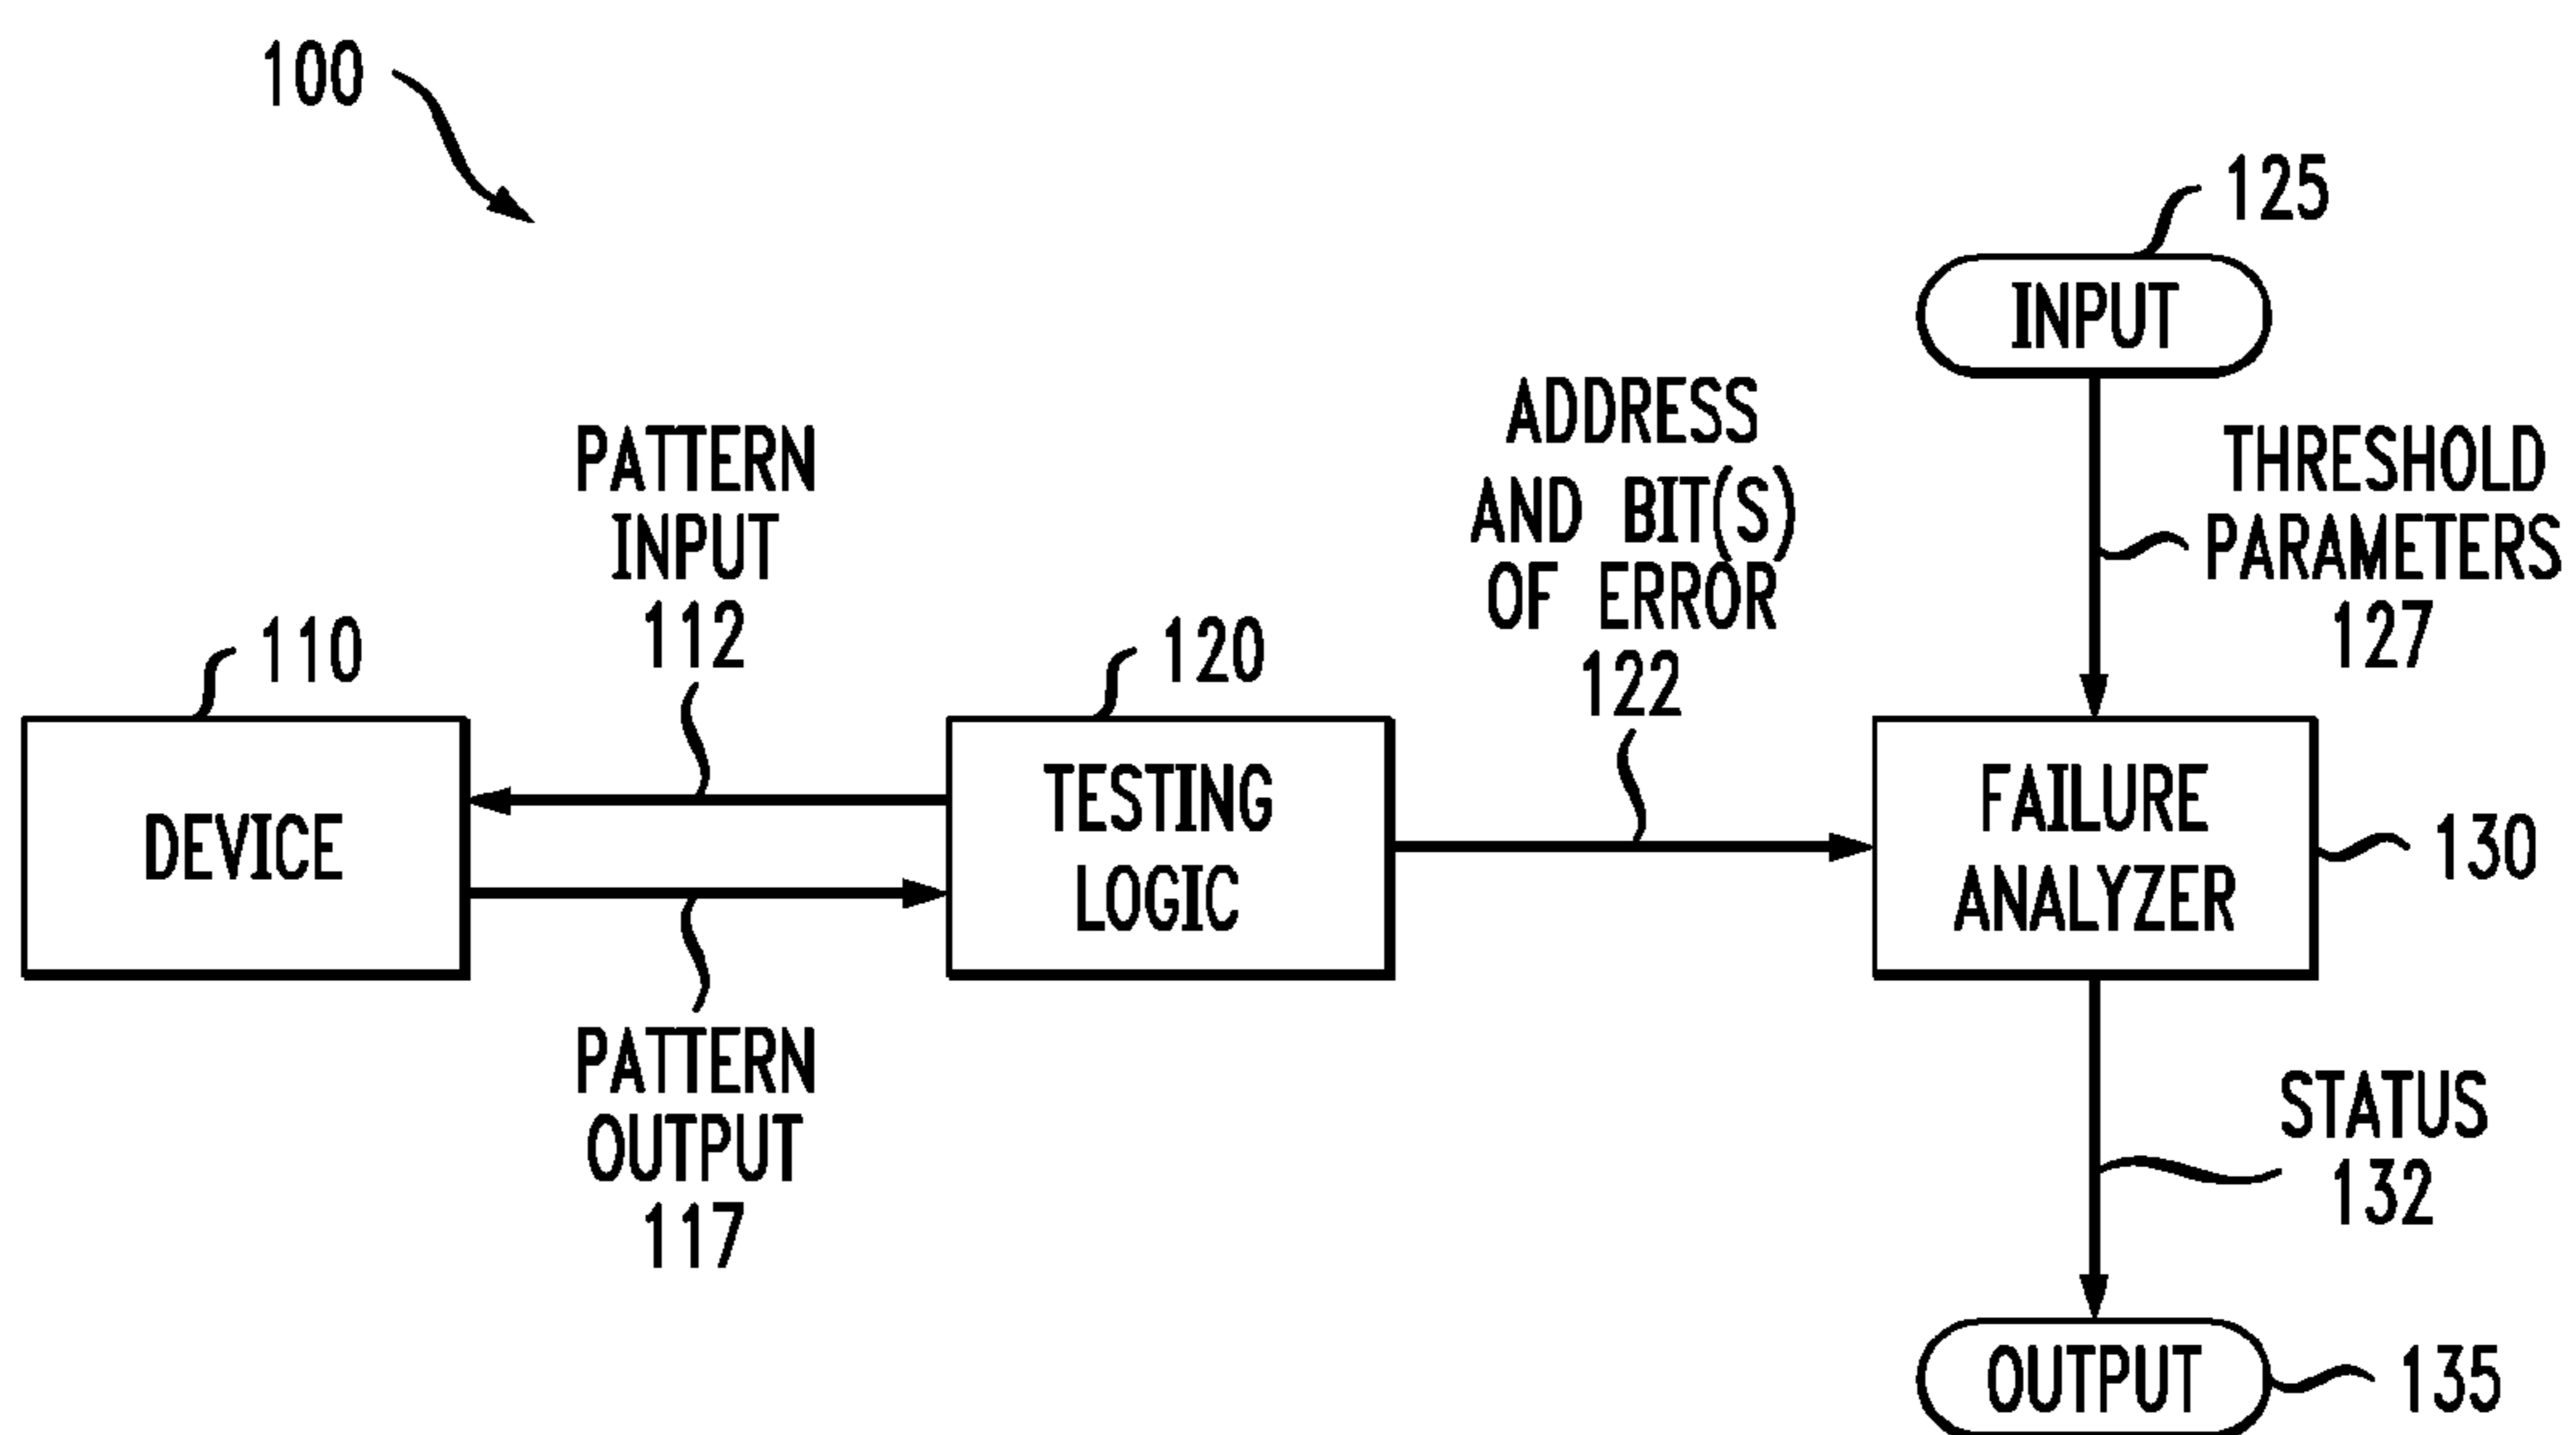 100
125
INPUT
THRESHOLD
PARAMETERS
127
ADDRESS
AND BIT(S)
OF ERROR
122
PATTERN
INPUT
112
110
120
DEVICE
TESTING
LOGIC
FAILURE
ANALYZER
130
PATTERN
OUTPUT
117
STATUS
132
OUTPUT
135